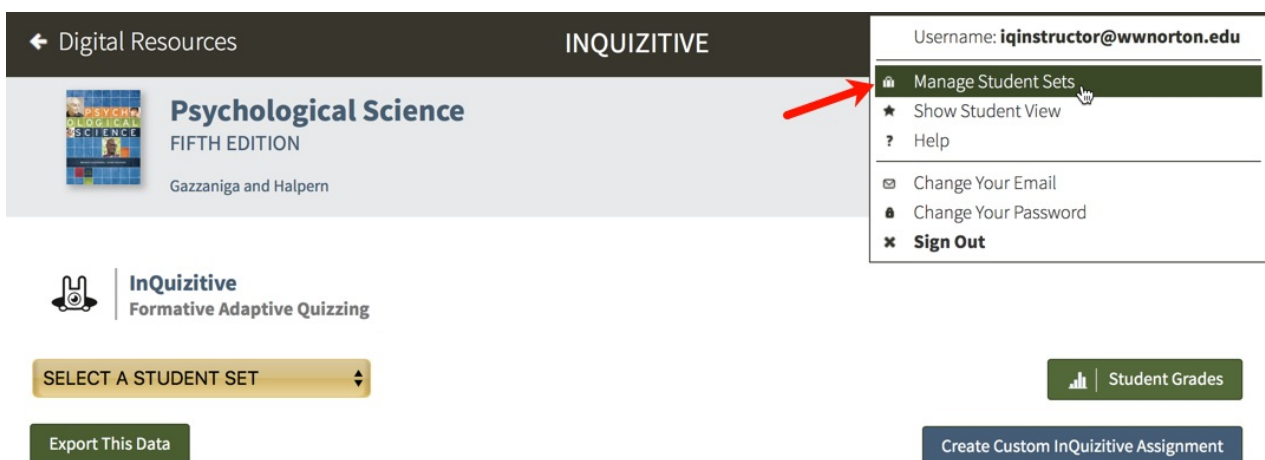 Digital Resources
INQUIZITIVE
Username: iqinstructor@wwnorton.edu
Manage Student Sets
Show Student View
Help
Change Your Email
Change Your Password
Sign Out
PSYCHOLOGICAL SCIENCE
Psychological Science
FIFTH EDITION
Gazzaniga and Halpern
InQuizitive
Formative Adaptive Quizzing
SELECT A STUDENT SET
Student Grades
Export This Data
Create Custom InQuizitive Assignment